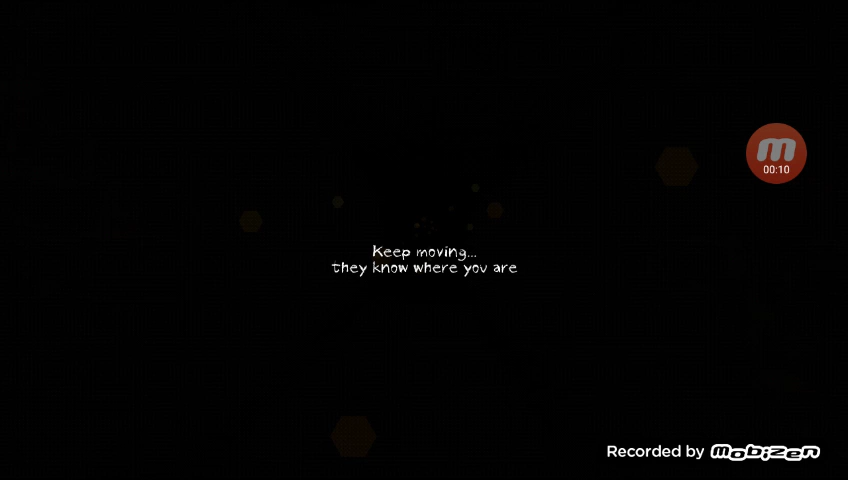 m
00:10
Keep moving...
they know where you are
Recorded by mobizen